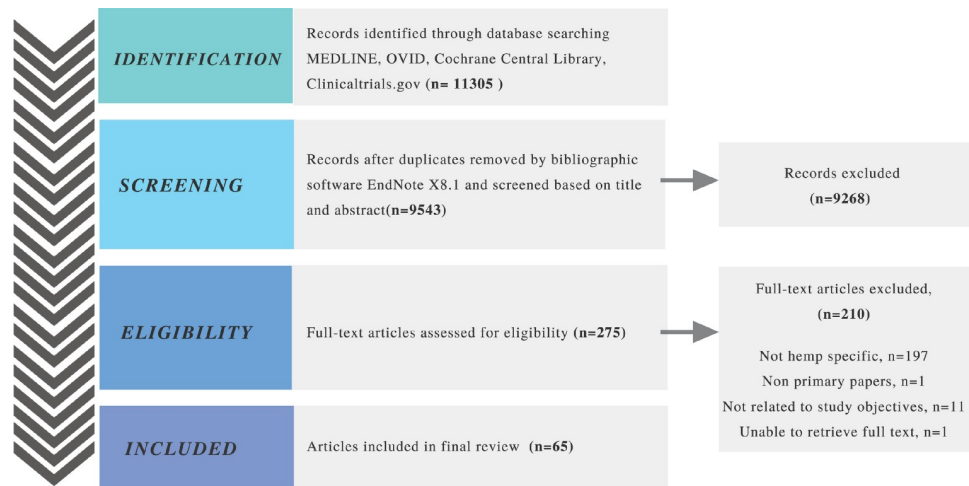 IDENTIFICATION
Records identified through database searching
MEDLINE, OVID, Cochrane Central Library,
Clinicaltrials.gov (n= 11305 )
SCREENING
Records after duplicates removed by bibliographic
software EndNote X8.1 and screened based on title
and abstract(n=9543)
Records excluded
(n=9268)
ELIGIBILITY
Full-text articles assessed for eligibility (n=275)
Full-text articles excluded,
(n=210)
Not hemp specific, n=197
Non primary papers, n=1
Not related to study objectives, n=11
Unable to retrieve full text, n=1
INCLUDED
Articles included in final review (n=65)